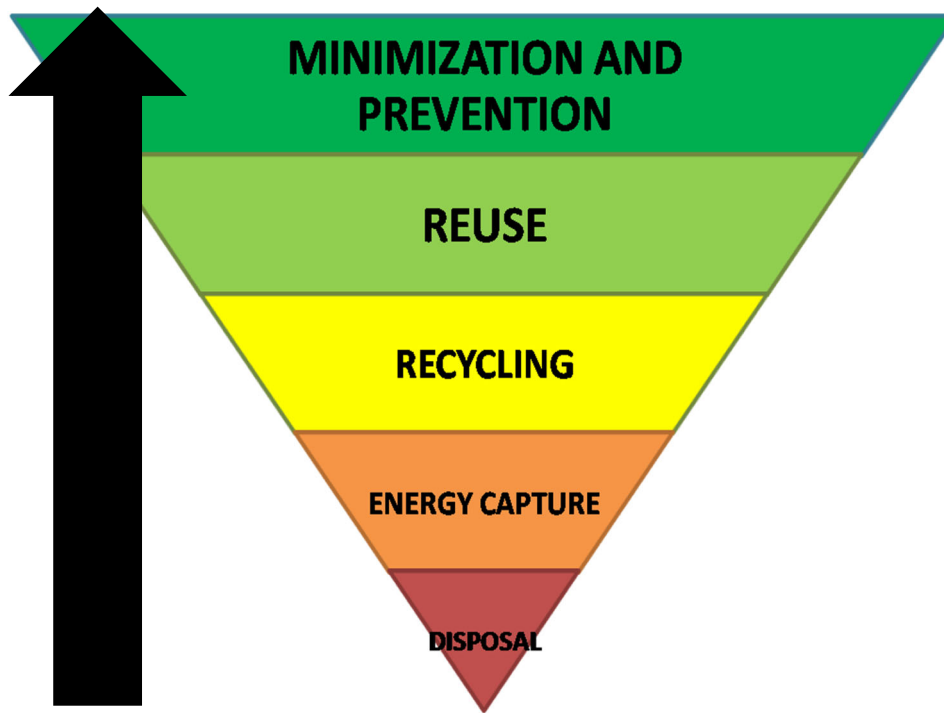 MINIMIZATION AND
PREVENTION
REUSE
RECYCLING
ENERGY CAPTURE
DISPOSAL